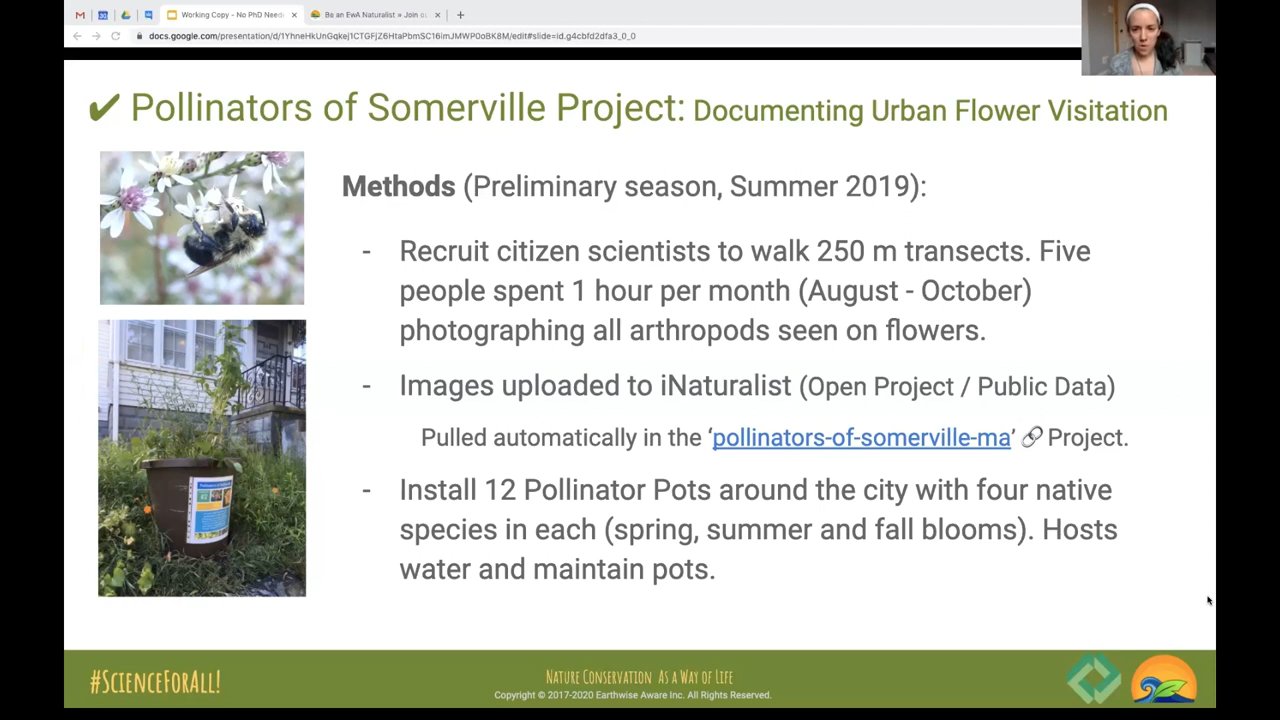 Working Copy - No PhD Need
Be an EwA Naturalist » Join o
docs.google.com/presentation/d/1YhneHkUnGqkej1CTGFjZ6HtaPbmSC16imJMWP0oBK8M/edit#slide=id.g4cbfd2dfa3_0_0
✔ Pollinators of Somerville Project: Documenting Urban Flower Visitation
Methods (Preliminary season, Summer 2019):
- Recruit citizen scientists to walk 250 m transects. Five
people spent 1 hour per month (August - October)
photographing all arthropods seen on flowers.
- Images uploaded to iNaturalist (Open Project / Public Data)
Pulled automatically in the ‘pollinators-of-somerville-ma’ Project.
- Install 12 Pollinator Pots around the city with four native
species in each (spring, summer and fall blooms). Hosts
water and maintain pots.
#ScienceForAll!
Nature Conservation As a Way of Life
Copyright © 2017-2020 Earthwise Aware Inc. All Rights Reserved.